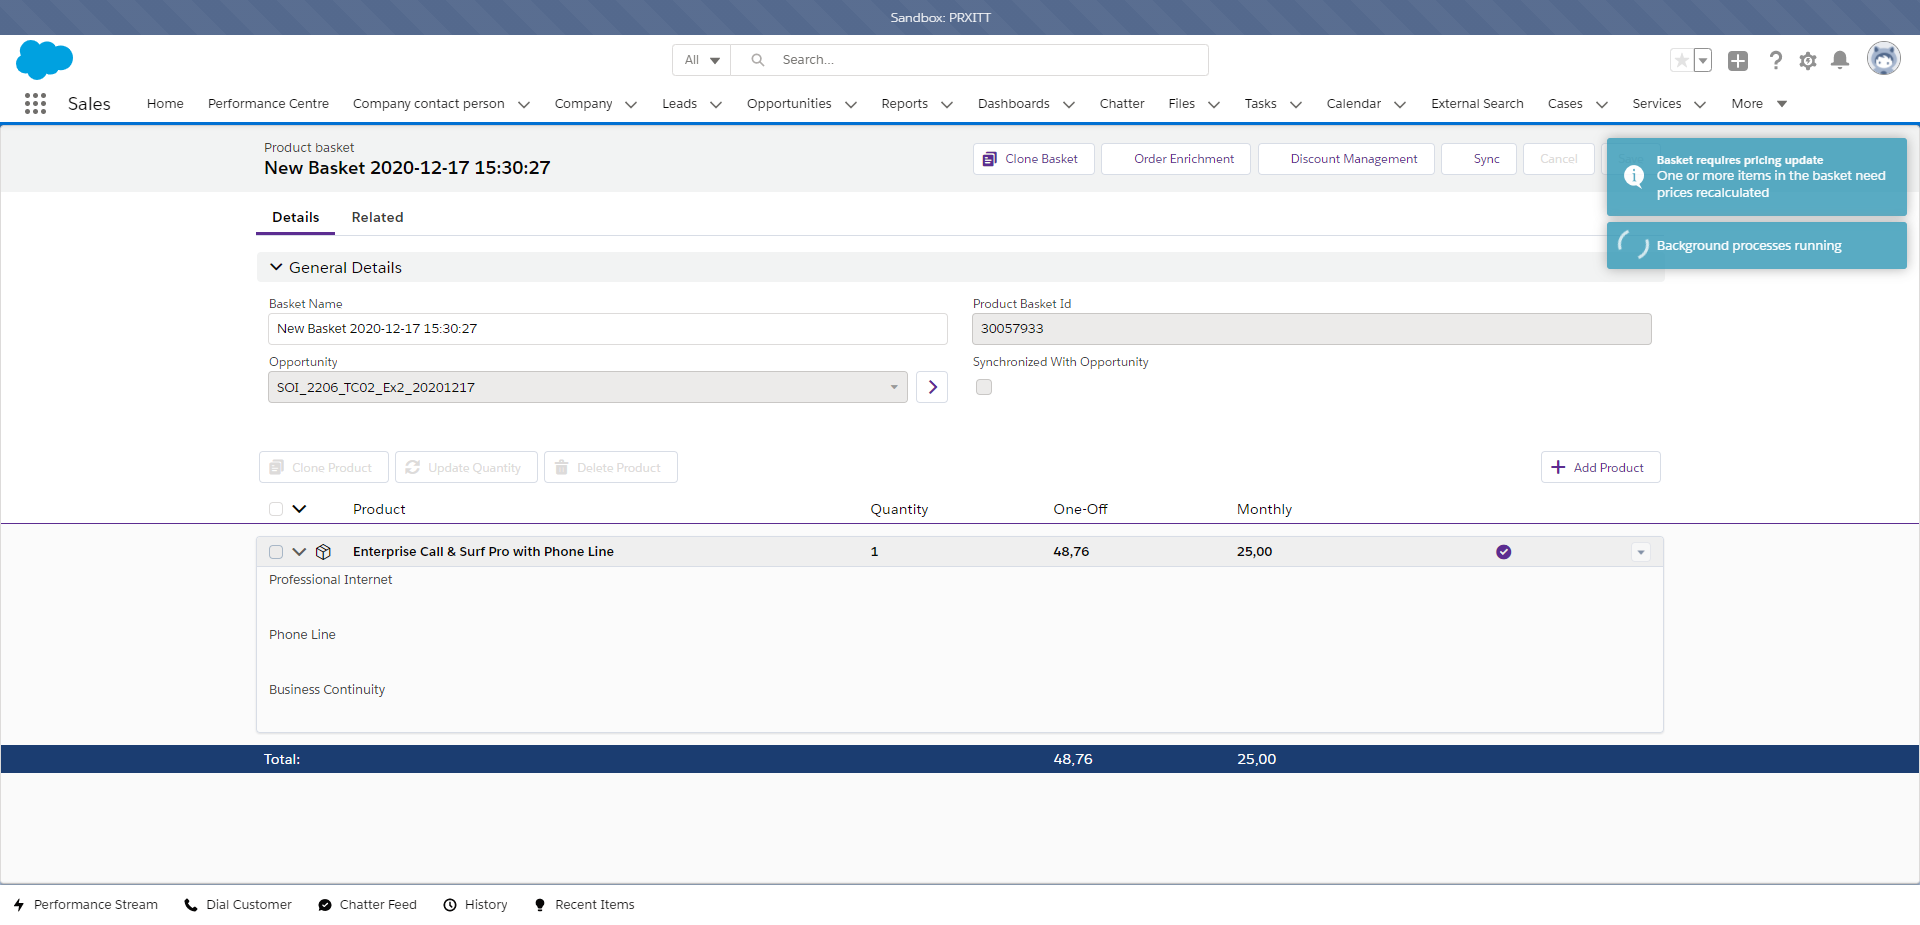 Sandbox: PRXITT
All
Search...
Sales
Home
Performance Centre
Company contact person
Company
Leads
Opportunities
Reports
Dashboards
Chatter
Files
Tasks
Calendar
External Search
Cases
Services
More
Product basket
New Basket 2020-12-17 15:30:27
Clone Basket
Order Enrichment
Discount Management
Sync
Cancel
Basket requires pricing update
One or more items in the basket need
prices recalculated
Background processes running
Details
Related
General Details
Basket Name
New Basket 2020-12-17 15:30:27
Product Basket Id
30057933
Opportunity
SOI_2206_TC02_Ex2_20201217
Synchronized With Opportunity
Clone Product
Update Quantity
Delete Product
Add Product
Product
Quantity
One-Off
Monthly
Enterprise Call & Surf Pro with Phone Line
1
48,76
25,00
Professional Internet
Phone Line
Business Continuity
Total:
48,76
25,00
Performance Stream
Dial Customer
Chatter Feed
History
Recent Items